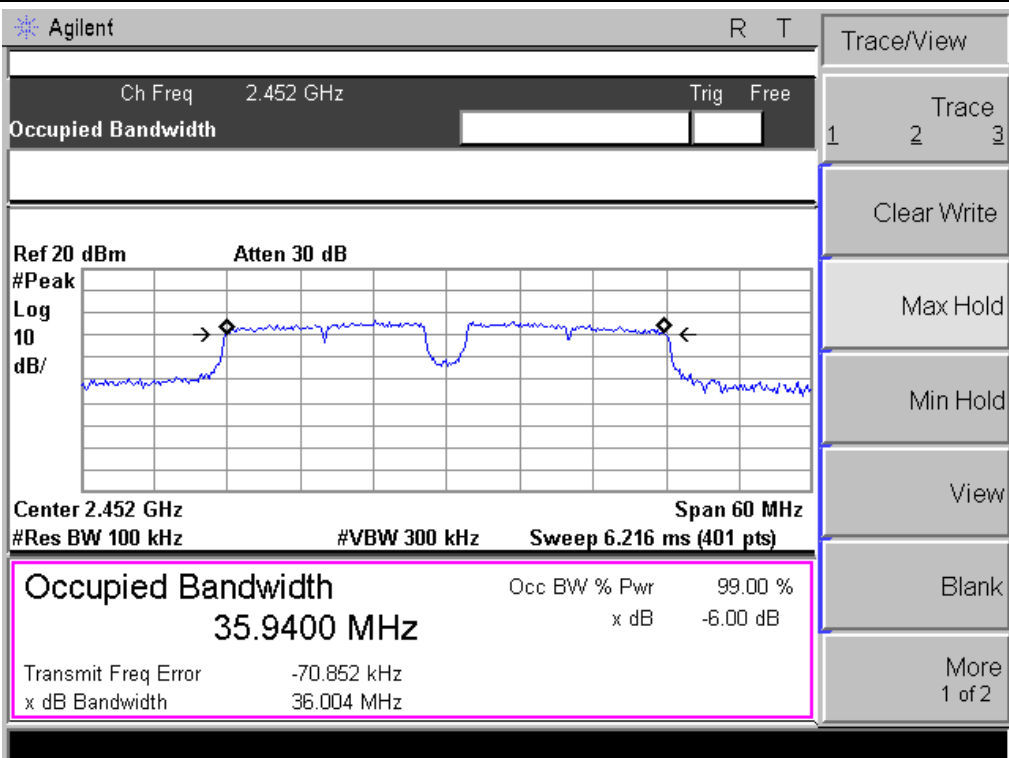 Agilent R T
Ch Freq 2.452 GHz Trig Free
Occupied Bandwidth
Ref 20 dBm Atten 30 dB
#Peak
Log
10
dB/
Center 2.452 GHz Span 60 MHz
#Res BW 100 kHz #VBW 300 kHz Sweep 6.216 ms (401 pts)
Occupied Bandwidth Occ BW % Pwr 99.00 %
35.9400 MHz x dB -6.00 dB
Transmit Freq Error -70.852 kHz
x dB Bandwidth 36.004 MHz
Trace/View
Trace
1 2 3
Clear Write
Max Hold
Min Hold
View
Blank
More
1 of 2